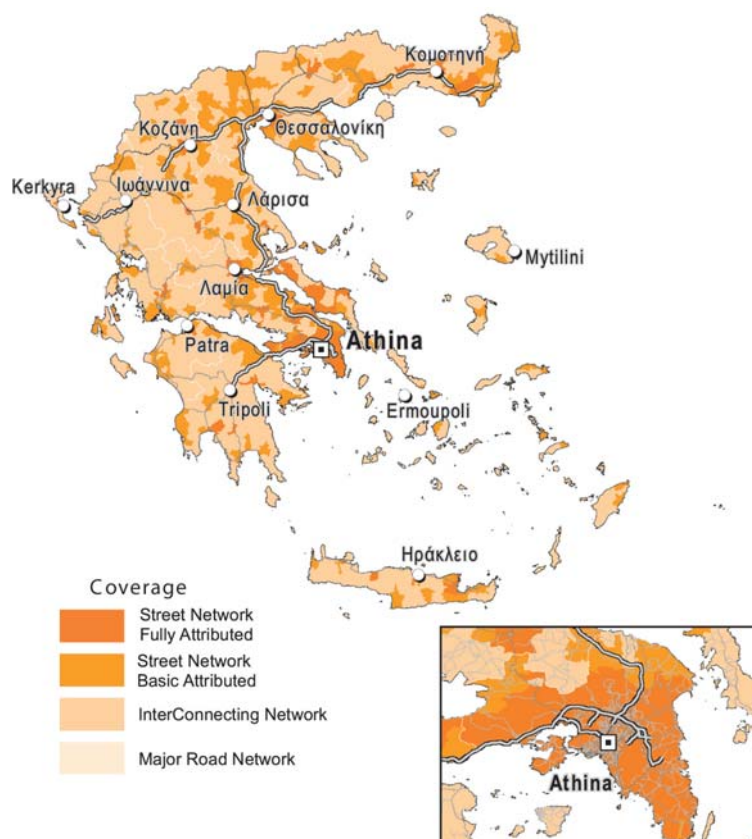 Κομοτηνή
Θεσσαλονίκη
Κοζάνη
Kerkyra
Ιωάννινα
Λάρισα
Mytilini
Λαμία
Patra
Athina
Tripoli
Ermoupoli
Ηράκλειο
Coverage
Street Network
Fully Attributed
Street Network
Basic Attributed
InterConnecting Network
Major Road Network
Athina